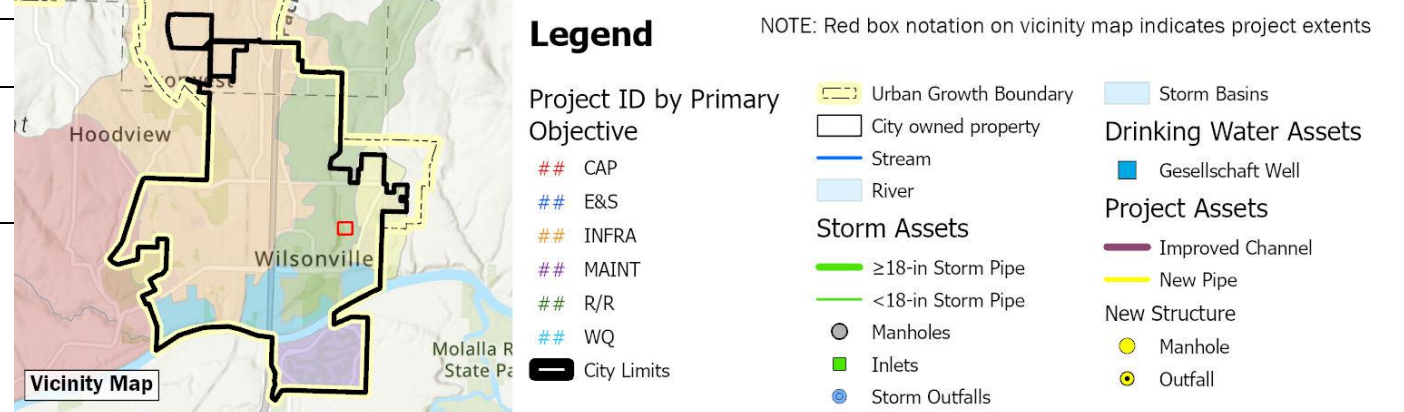 Hoodview
Wilsonville
Molalla R
State Pa
Vicinity Map
Legend
NOTE: Red box notation on vicinity map indicates project extents
Project ID by Primary
Objective
## CAP
## E&S
## INFRA
## MAINT
## R/R
## WQ
City Limits
Urban Growth Boundary
City owned property
Stream
River
Storm Assets
≥18-in Storm Pipe
<18-in Storm Pipe
Manholes
Inlets
Storm Outfalls
Storm Basins
Drinking Water Assets
Gesellschaft Well
Project Assets
Improved Channel
New Pipe
New Structure
Manhole
Outfall